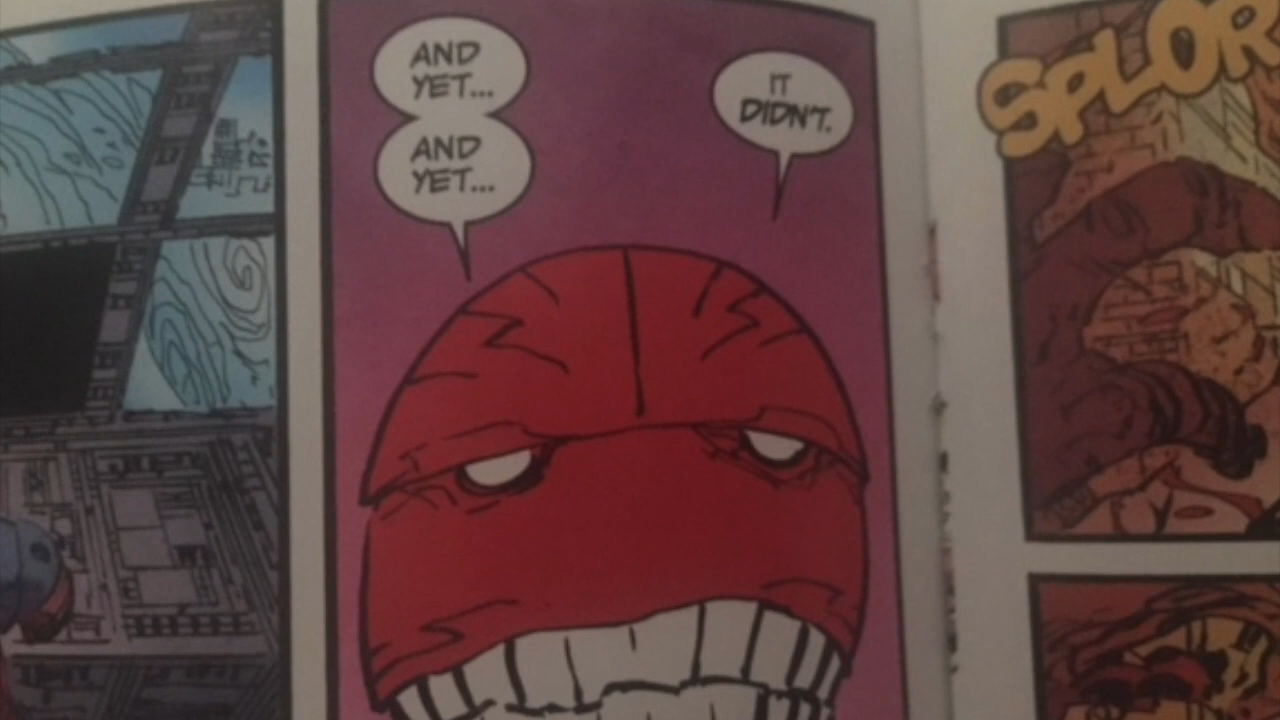 AND
YET...
AND
YET...
IT
DIDN'T.
SPLOR